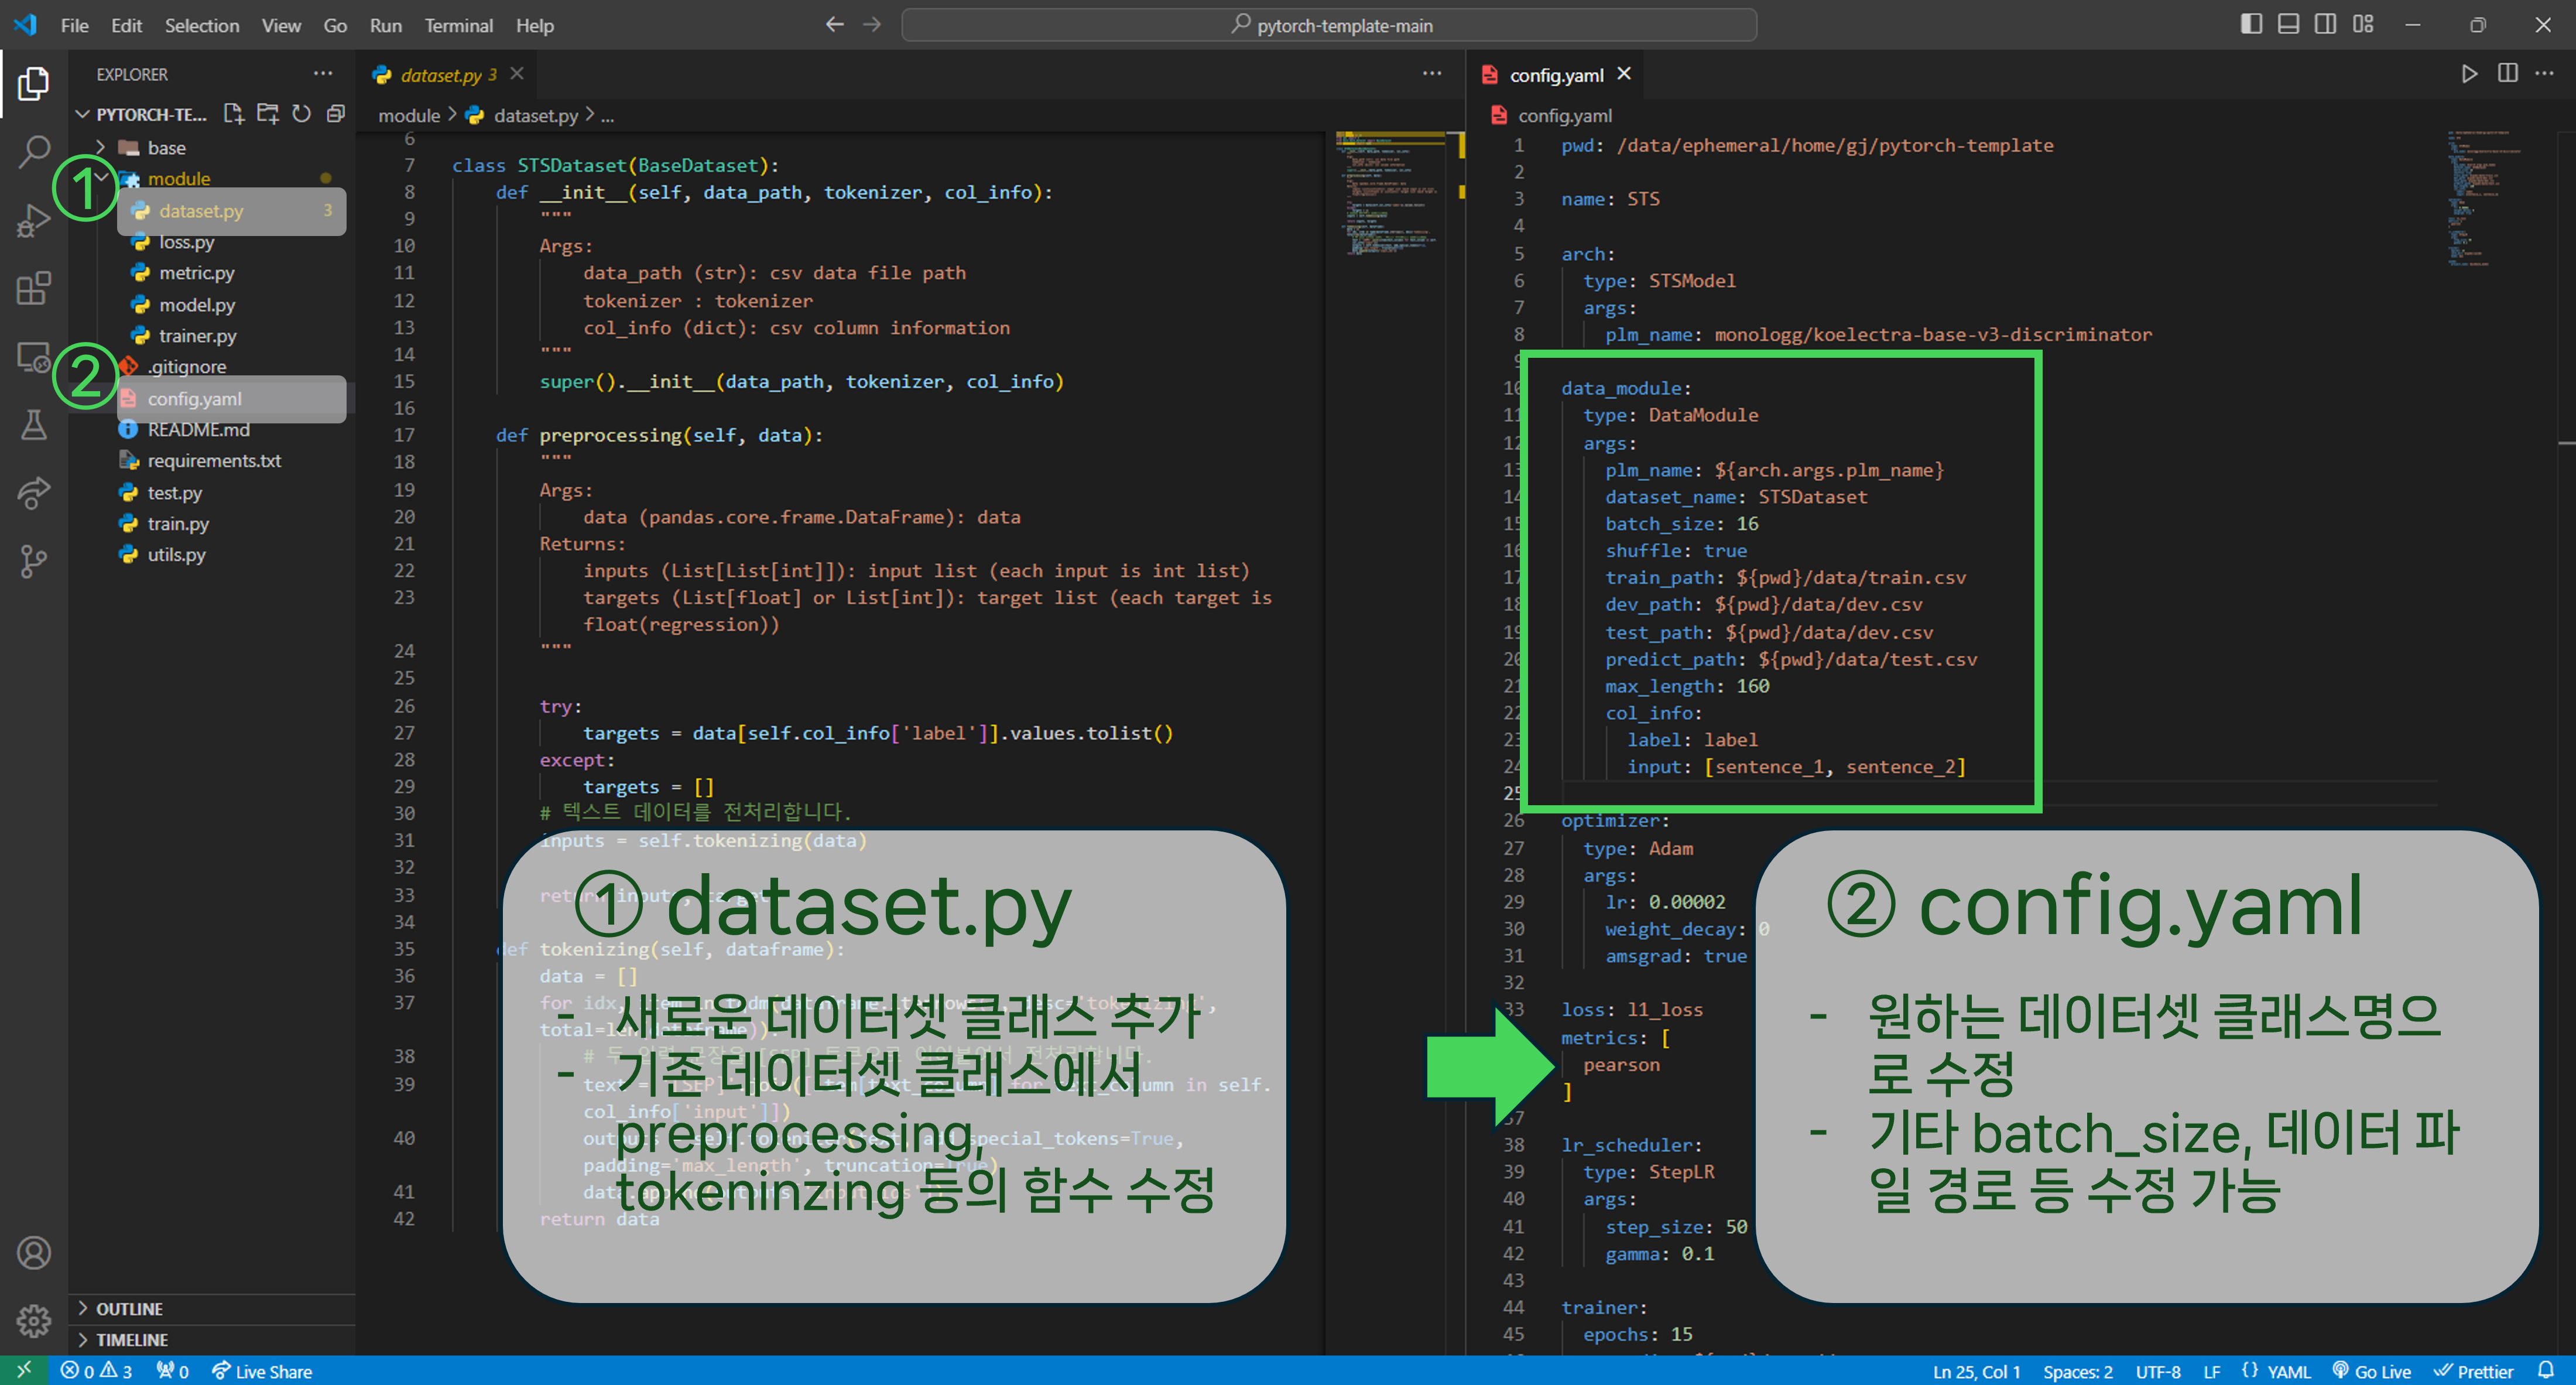 File Edit Selection View Go Run Terminal Help
pytorch-template-main
EXPLORER
PYTORCH-TE...
base
①
module
dataset.py 3
loss.py
metric.py
model.py
trainer.py
②
.gitignore
config.yaml
README.md
requirements.txt
test.py
train.py
utils.py
OUTLINE
TIMELINE
dataset.py 3
module > dataset.py > ...
6
7 class STSDataset(BaseDataset):
8 def __init__(self, data_path, tokenizer, col_info):
9 """
10 Args:
11 data_path (str): csv data file path
12 tokenizer : tokenizer
13 col_info (dict): csv column information
14 """
15 super().__init__(data_path, tokenizer, col_info)
16
17 def preprocessing(self, data):
18 """
19 Args:
20 data (pandas.core.frame.DataFrame): data
21 Returns:
22 inputs (List[List[int]]): input list (each input is int list)
23 targets (List[float] or List[int]): target list (each target is
float(regression))
24 """
25
26 try:
27 targets = data[self.col_info['label']].values.tolist()
28 except:
29 targets = []
30 # 텍스트 데이터를 전처리합니다.
31 inputs = self.tokenizing(data)
32
33 return inputs,
34
35 def tokenizing(self, dataframe):
36 data = []
37 for idx,
38
39 text = in self.
col_info['input']])
40 special_tokens=True,
padding='max_length', truncation=True)
41
42 return data
① dataset.py
- 새로운 데이터셋 클래스 추가
- 기존 데이터셋 클래스에서
preprocessing,
tokeninzing 등의 함수 수정
config.yaml
config.yaml
1 pwd: /data/ephemeral/home/gj/pytorch-template
2
3 name: STS
4
5 arch:
6 type: STSModel
7 args:
8 plm_name: monologg/koelectra-base-v3-discriminator
9
10 data_module:
11 type: DataModule
12 args:
13 plm_name: ${arch.args.plm_name}
14 dataset_name: STSDataset
15 batch_size: 16
16 shuffle: true
17 train_path: ${pwd}/data/train.csv
18 dev_path: ${pwd}/data/dev.csv
19 test_path: ${pwd}/data/dev.csv
20 predict_path: ${pwd}/data/test.csv
21 max_length: 160
22 col_info:
23 label: label
24 input: [sentence_1, sentence_2]
25
26 optimizer:
27 type: Adam
28 args:
29 lr: 0.00002
30 weight_decay: 0
31 amsgrad: true
32
33 loss: l1_loss
metrics: [
pearson
]
37
38 lr_scheduler:
39 type: StepLR
40 args:
41 step_size: 50
42 gamma: 0.1
43
44 trainer:
45 epochs: 15
② config.yaml
- 원하는 데이터셋 클래스명으
로 수정
- 기타 batch_size, 데이터 파
일 경로 등 수정 가능
0 3 0 Live Share
Ln 25, Col 1 Spaces: 2 UTF-8 LF {} YAML Go Live Prettier